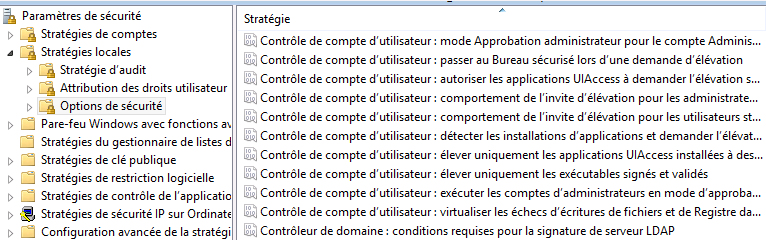 Paramètres de sécurité
Stratégies de comptes
Stratégies locales
Stratégie d'audit
Attribution des droits utilisateur
Options de sécurité
Pare-feu Windows avec fonctions av
Stratégies du gestionnaire de listes d
Stratégies de clé publique
Stratégies de restriction logicielle
Stratégies de contrôle de l'application
Stratégies de sécurité IP sur Ordinate
Configuration avancée de la stratégi
Stratégie
Contrôle de compte d'utilisateur : mode Approbation administrateur pour le compte Adminis...
Contrôle de compte d'utilisateur : passer au Bureau sécurisé lors d'une demande d'élévation
Contrôle de compte d'utilisateur : autoriser les applications UIAccess à demander l'élévation s...
Contrôle de compte d'utilisateur : comportement de l'invite d'élévation pour les administrate...
Contrôle de compte d'utilisateur : comportement de l'invite d'élévation pour les utilisateurs st...
Contrôle de compte d'utilisateur : détecter les installations d'applications et demander l'élévat...
Contrôle de compte d'utilisateur : élever uniquement les applications UIAccess installées à des...
Contrôle de compte d'utilisateur : élever uniquement les exécutables signés et validés
Contrôle de compte d'utilisateur : exécuter les comptes d'administrateurs en mode d'approba...
Contrôle de compte d'utilisateur : virtualiser les échecs d'écritures de fichiers et de Registre da...
Contrôleur de domaine : conditions requises pour la signature de serveur LDAP